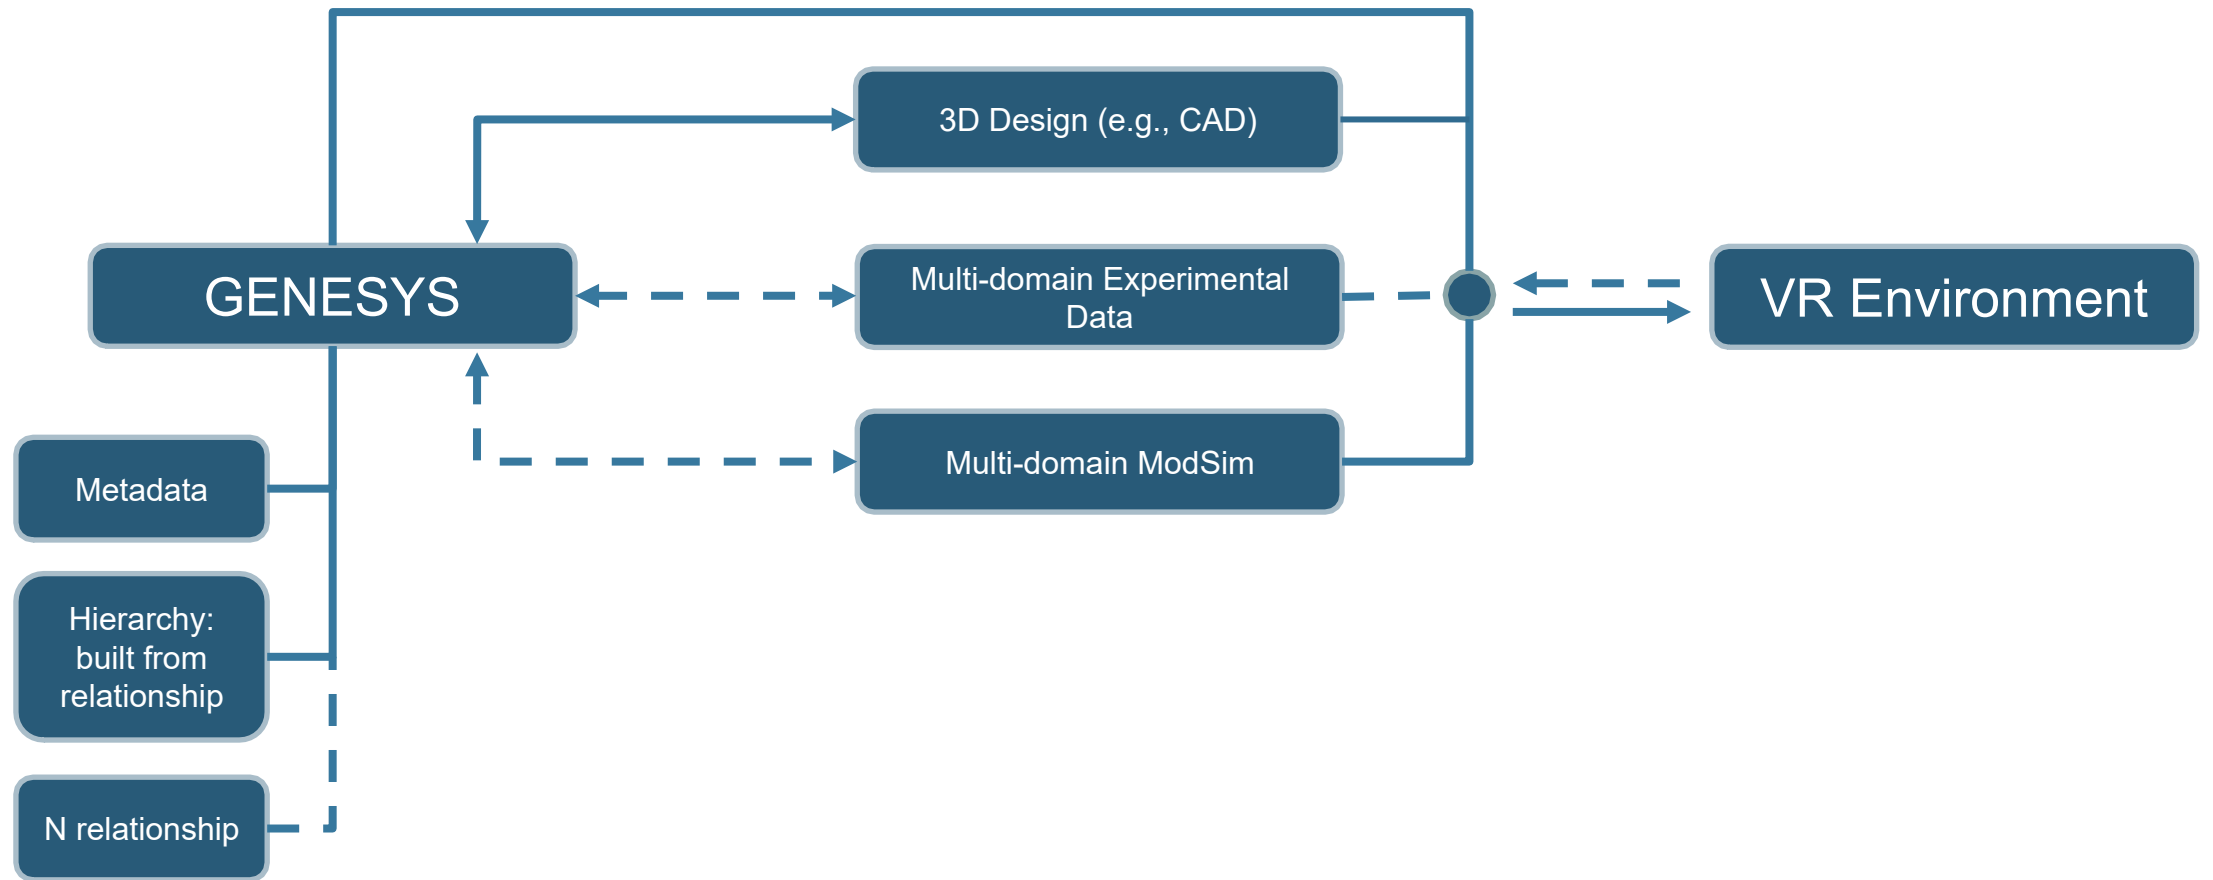 3D Design (e.g., CAD)
GENESYS
Multi-domain Experimental
Data
VR Environment
Multi-domain ModSim
Metadata
Hierarchy:
built from
relationship
N relationship